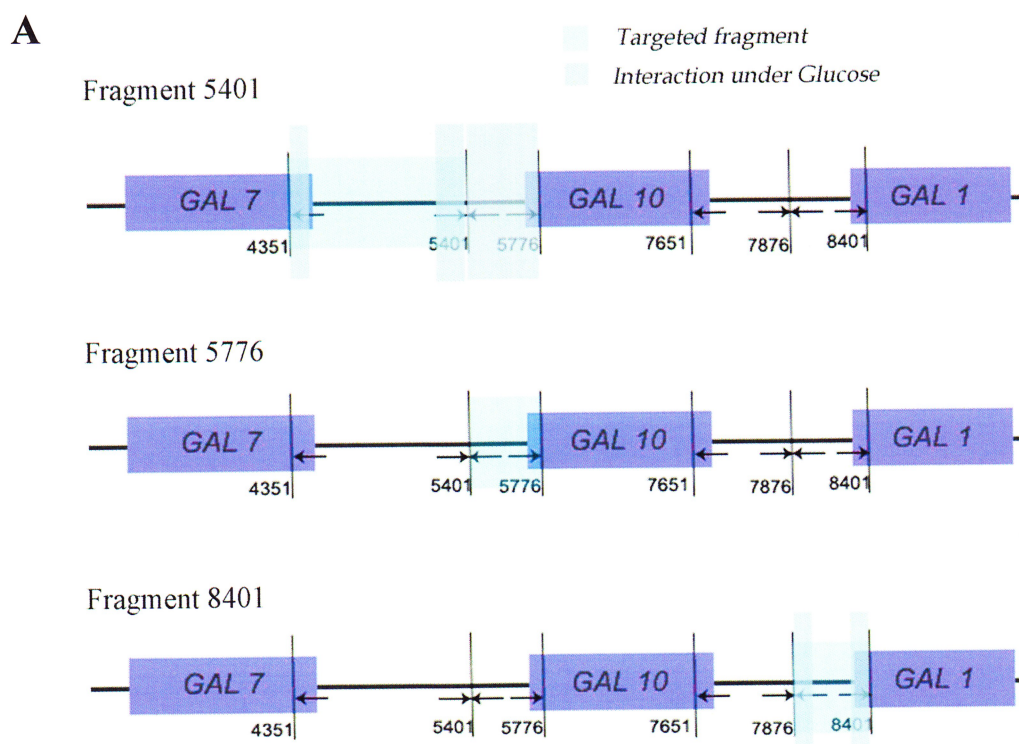 A
Targeted fragment
Interaction under Glucose
Fragment 5401
GAL 7
GAL 10
GAL 1
4351
5401
5776
7651
7876
8401
Fragment 5776
GAL 7
GAL 10
GAL 1
4351
5401
5776
7651
7876
8401
Fragment 8401
GAL 7
GAL 10
GAL 1
4351
5401
5776
7651
7876
8401